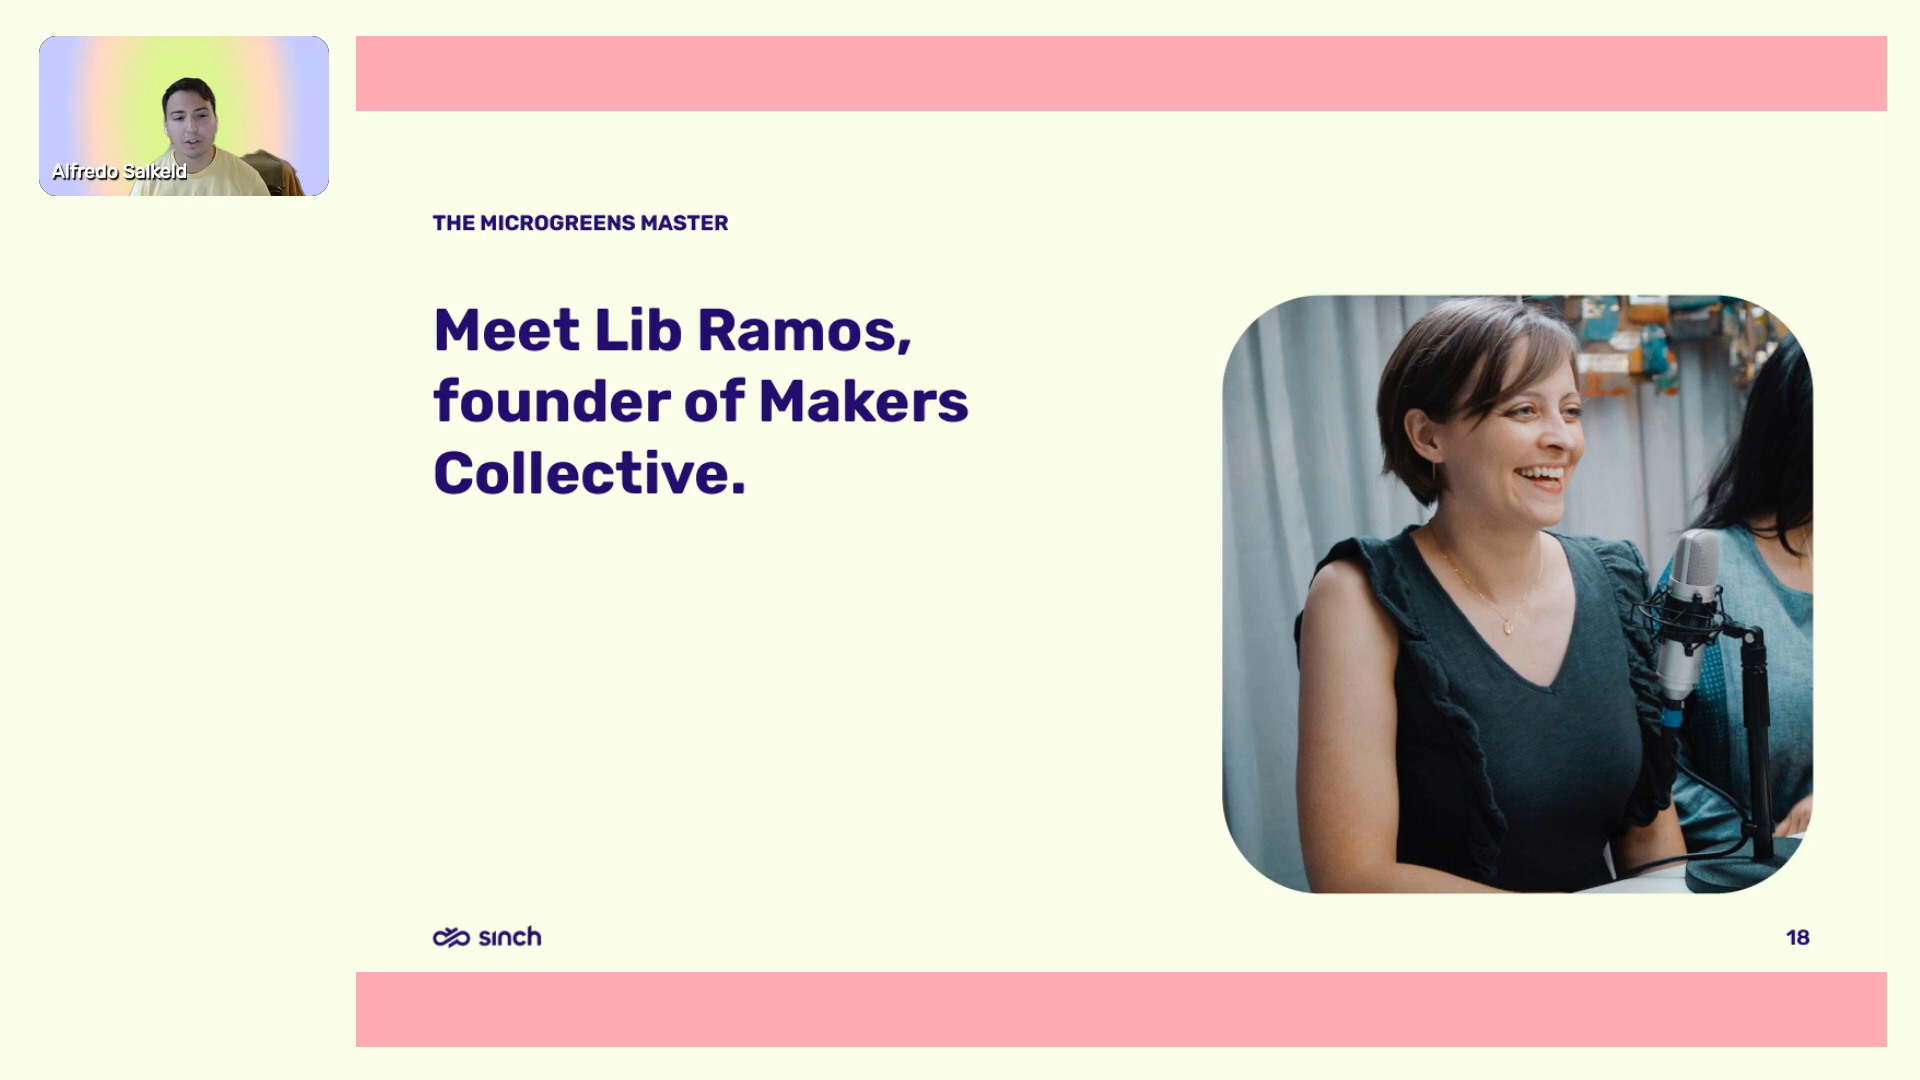 Alfredo Salkeld
THE MICROGREENS MASTER
Meet Lib Ramos,
founder of Makers
Collective.
sinch
18